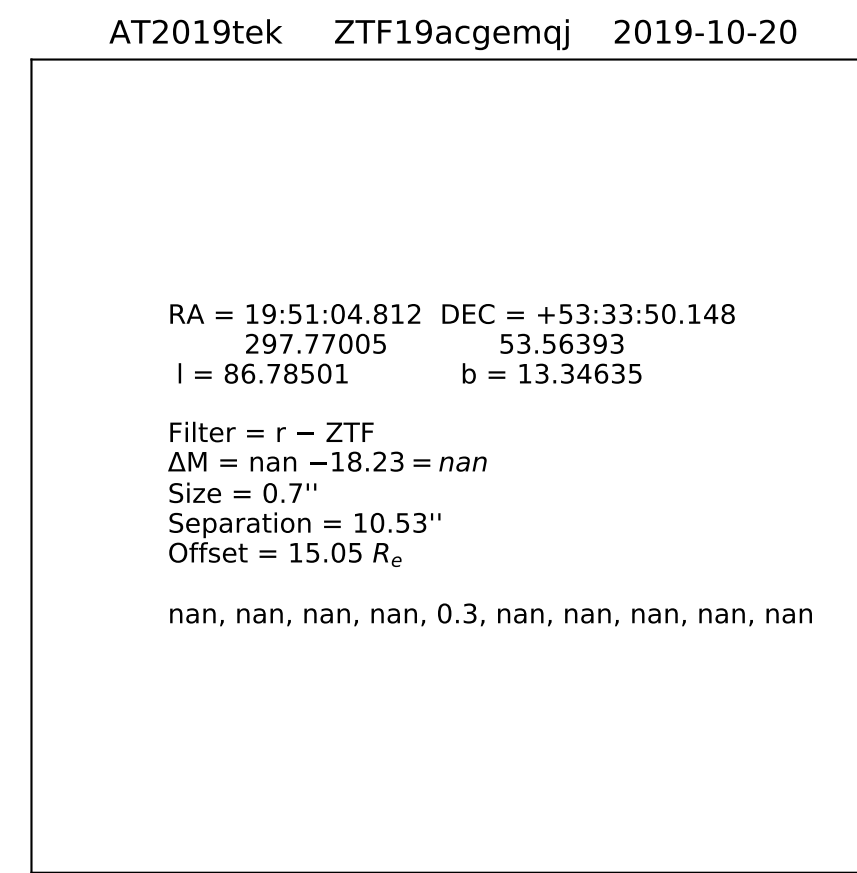 AT2019tek ZTF19acgemqj 2019-10-20
RA = 19:51:04.812 DEC = +53:33:50.148
297.77005 53.56393
l = 86.78501 b = 13.34635
Filter = r − ZTF
ΔM = nan −18.23 = nan
Size = 0.7''
Separation = 10.53''
Offset = 15.05 Rₑ
nan, nan, nan, nan, 0.3, nan, nan, nan, nan, nan